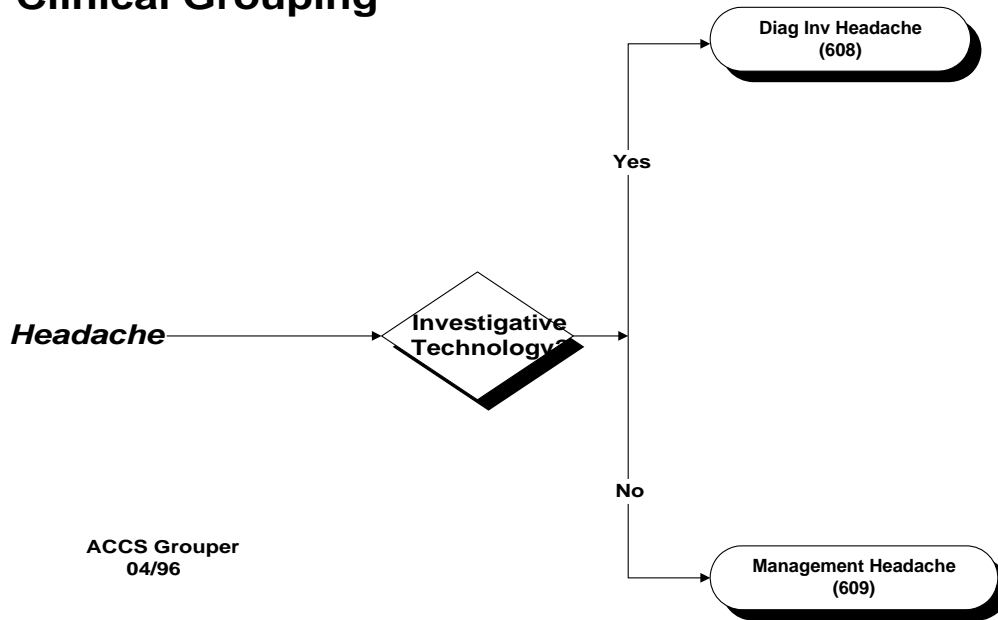 Clinical Grouping
Diag Inv Headache
(608)
Yes
Headache
Investigative
Technology?
No
ACCS Grouper
04/96
Management Headache
(609)